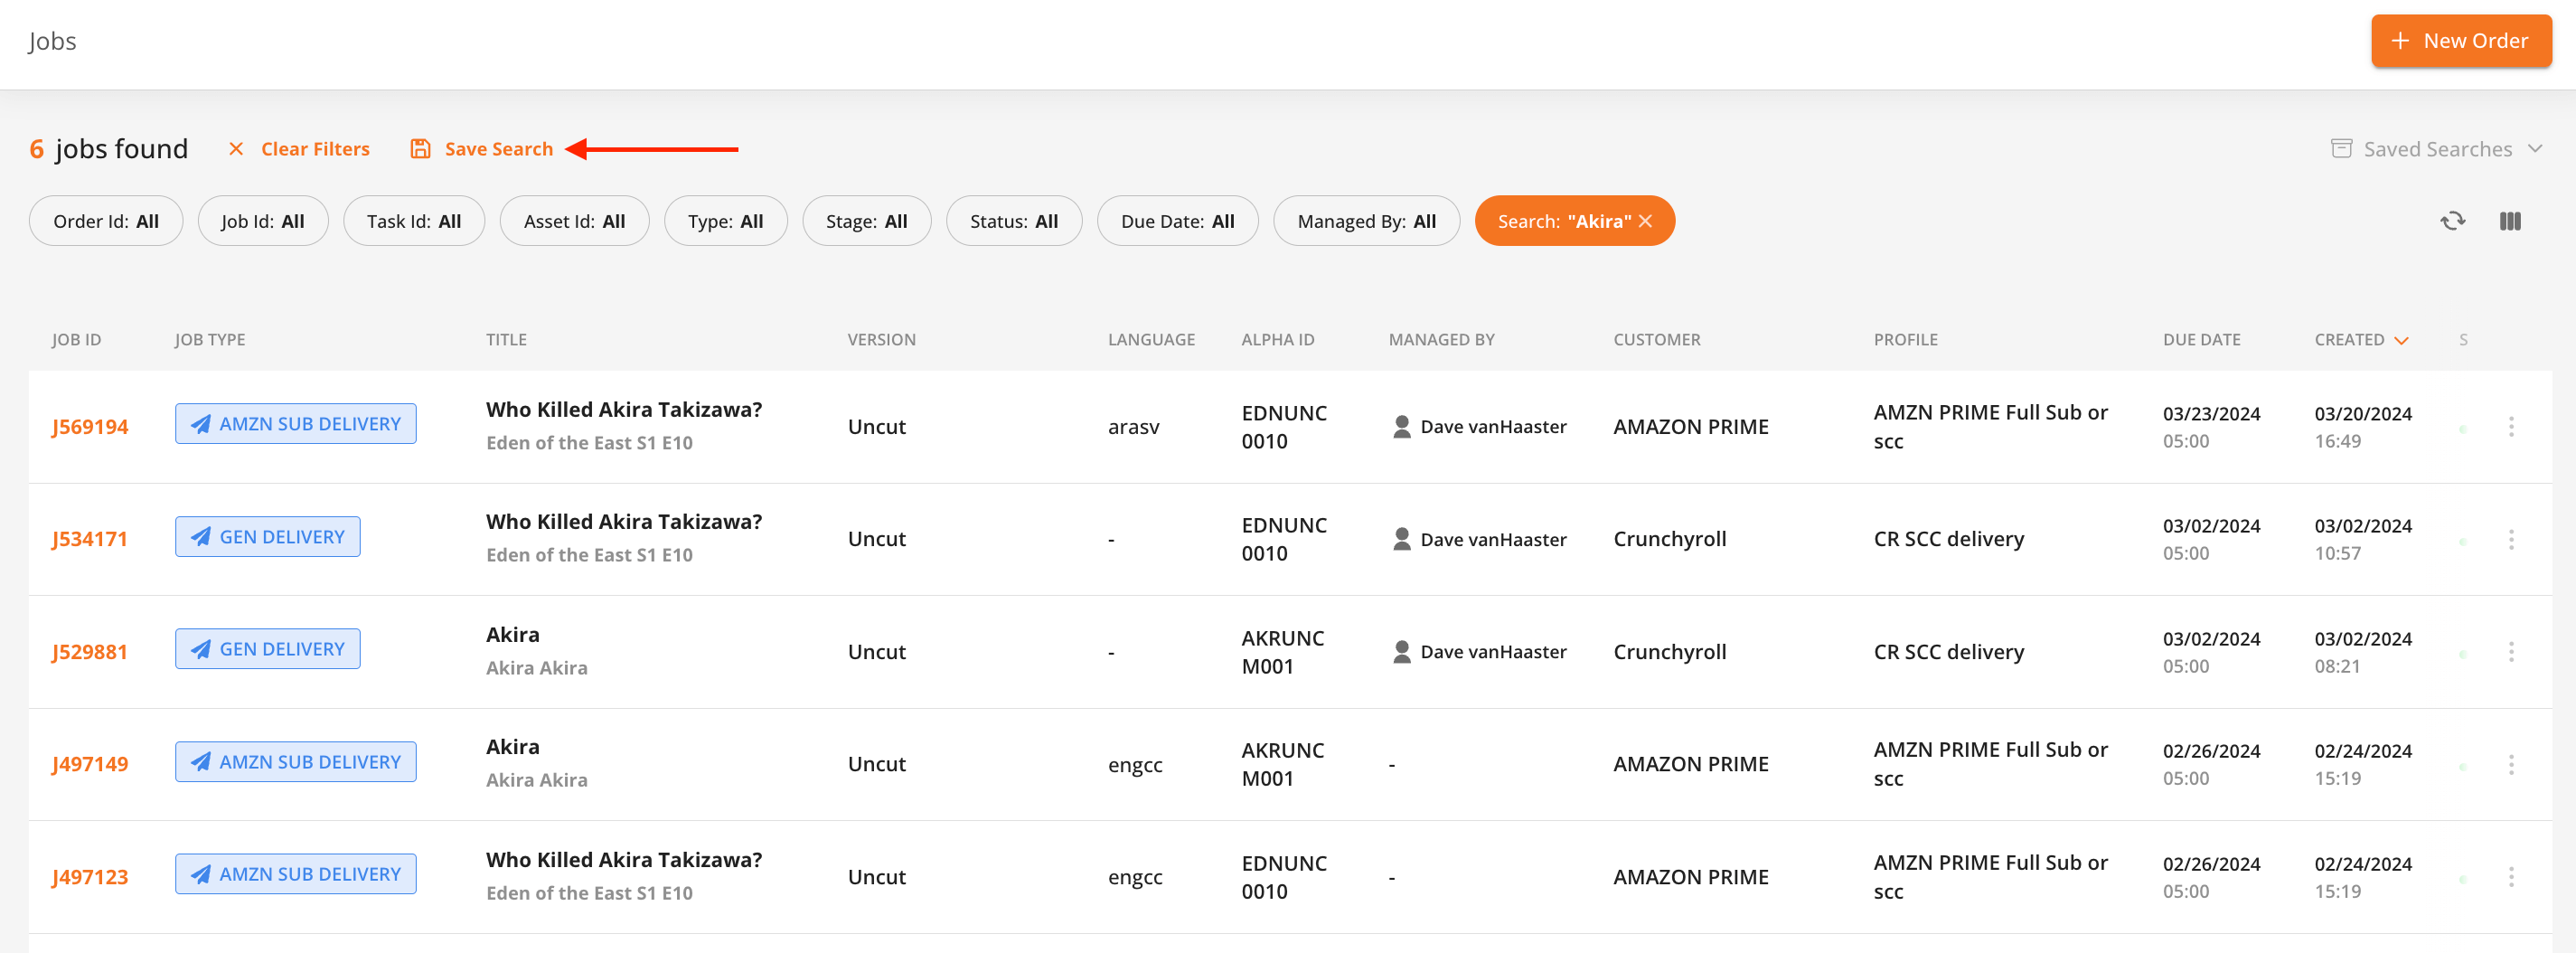 Jobs
New Order
6 jobs found
Clear Filters
Save Search
Saved Searches
Order Id: All
Job Id: All
Task Id: All
Asset Id: All
Type: All
Stage: All
Status: All
Due Date: All
Managed By: All
Search: "Akira"
JOB ID JOB TYPE TITLE VERSION LANGUAGE ALPHA ID MANAGED BY CUSTOMER PROFILE DUE DATE CREATED S
J569194
AMZN SUB DELIVERY
Who Killed Akira Takizawa?
Eden of the East S1 E10
Uncut
arasv
EDNUNC
0010
Dave vanHaaster
AMAZON PRIME
AMZN PRIME Full Sub or
scc
03/23/2024
05:00
03/20/2024
16:49
J534171
GEN DELIVERY
Who Killed Akira Takizawa?
Eden of the East S1 E10
Uncut
-
EDNUNC
0010
Dave vanHaaster
Crunchyroll
CR SCC delivery
03/02/2024
05:00
03/02/2024
10:57
J529881
GEN DELIVERY
Akira
Akira Akira
Uncut
-
AKRUNC
M001
Dave vanHaaster
Crunchyroll
CR SCC delivery
03/02/2024
05:00
03/02/2024
08:21
J497149
AMZN SUB DELIVERY
Akira
Akira Akira
Uncut
engcc
AKRUNC
M001
-
AMAZON PRIME
AMZN PRIME Full Sub or
scc
02/26/2024
05:00
02/24/2024
15:19
J497123
AMZN SUB DELIVERY
Who Killed Akira Takizawa?
Eden of the East S1 E10
Uncut
engcc
EDNUNC
0010
-
AMAZON PRIME
AMZN PRIME Full Sub or
scc
02/26/2024
05:00
02/24/2024
15:19